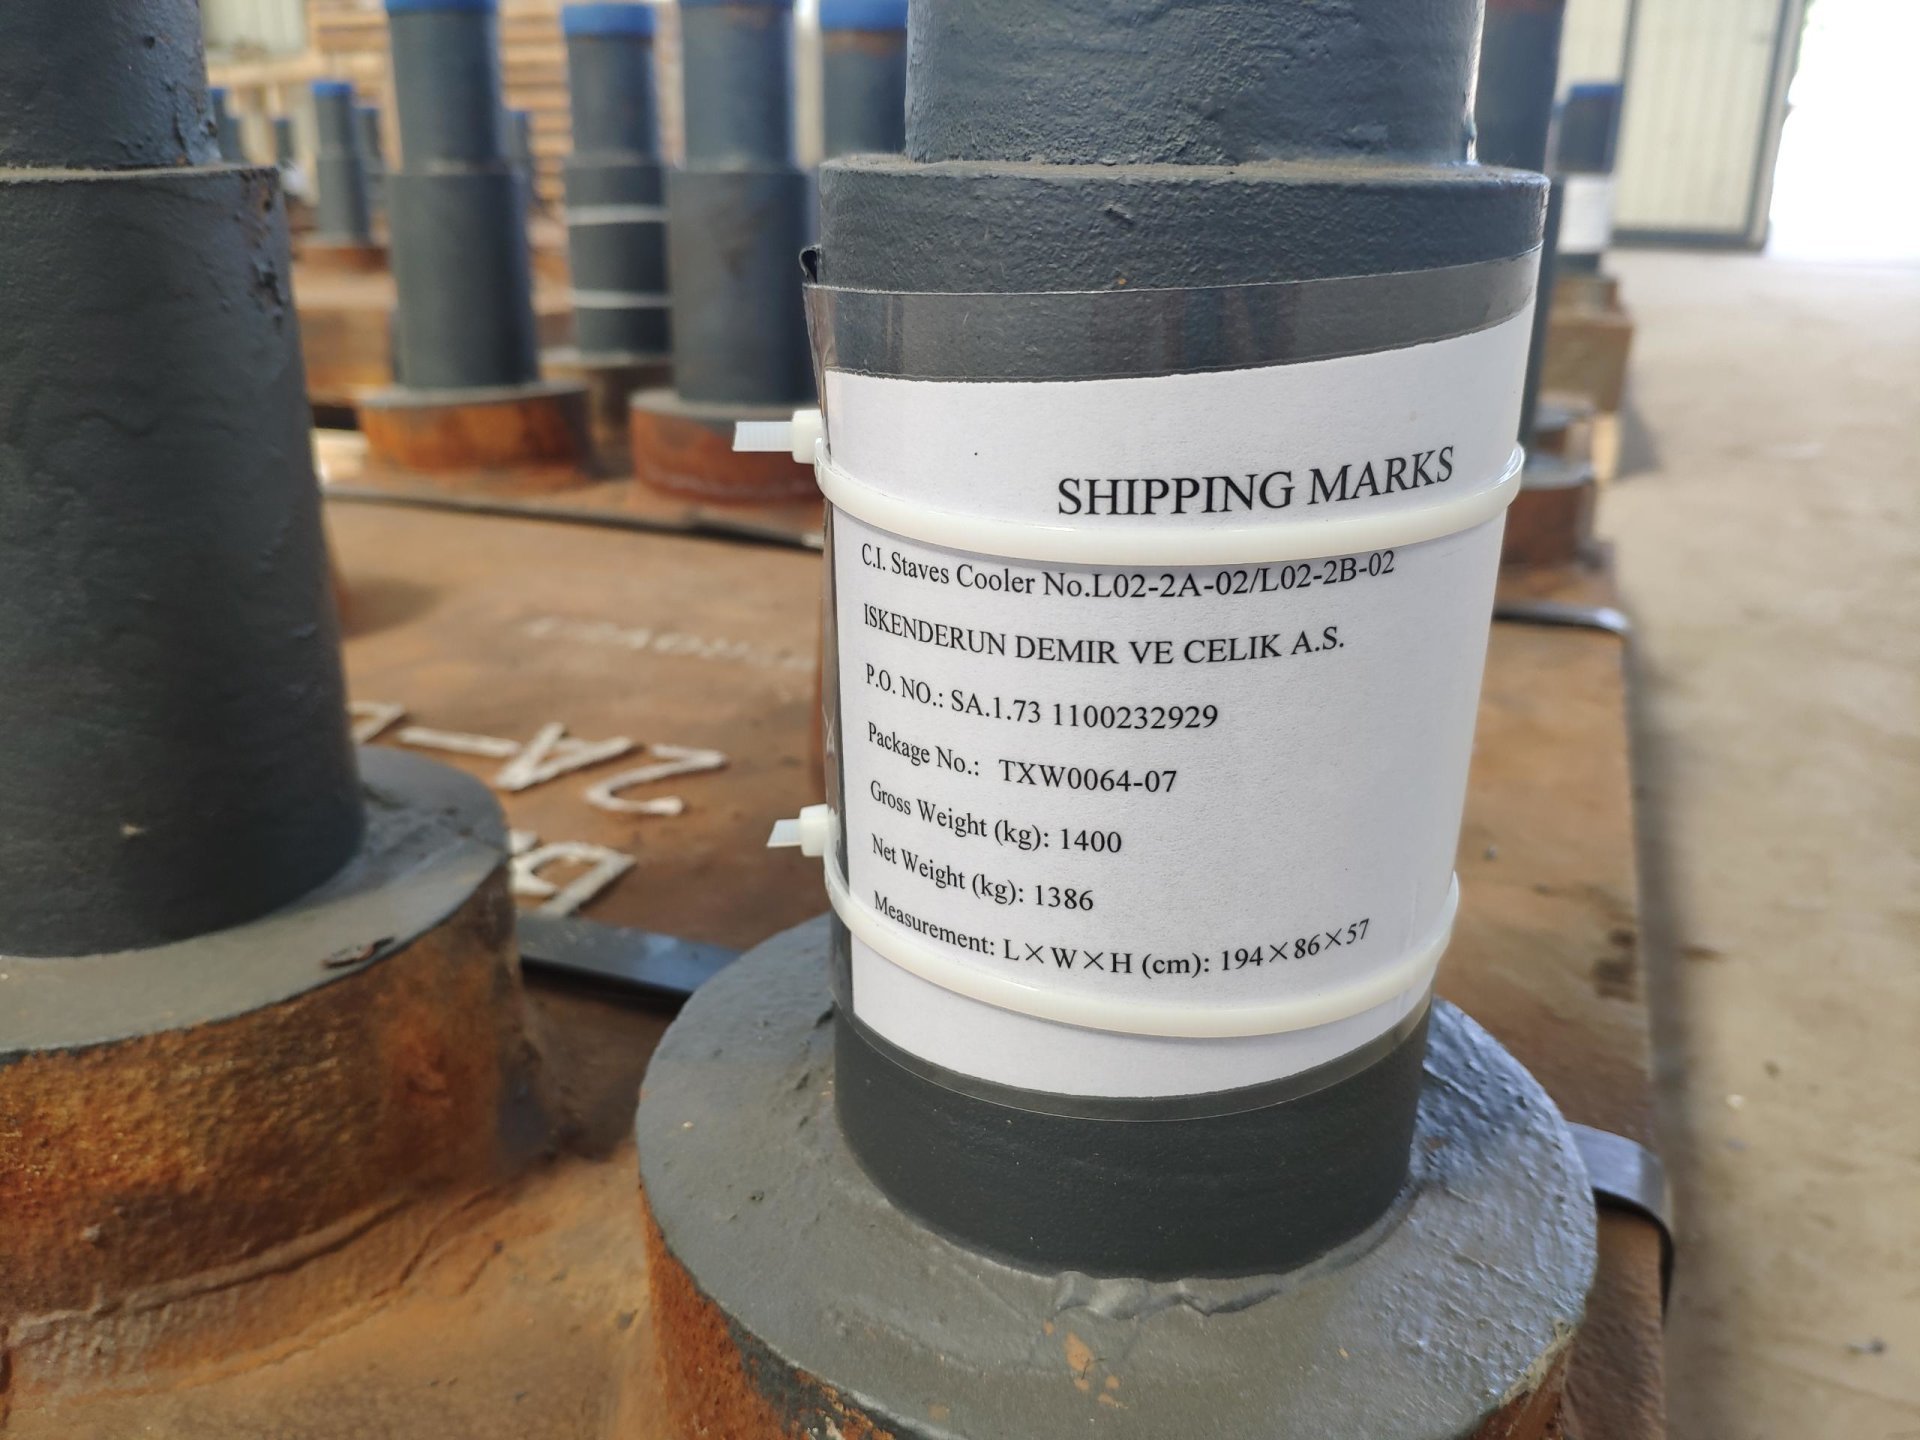 SHIPPING MARKS
C.I. Staves Cooler No.L02-2A-02/L02-2B-02
ISKENDERUN DEMIR VE CELIK A.S.
P.O. NO.: SA.1.73 1100232929
Package No.: TXW0064-07
Gross Weight (kg): 1400
Net Weight (kg): 1386
Measurement: L×W×H (cm): 194×86×57